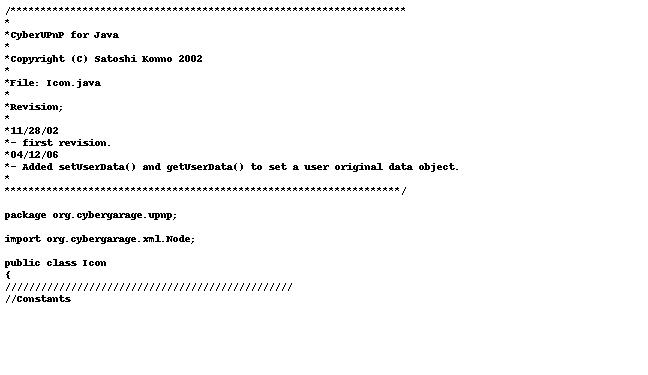 /******************************************************************
*
*CyberUPnP for Java
*
*Copyright (C) Satoshi Konno 2002
*
*File: Icon.java
*
*Revision;
*
*11/28/02
*- first revision.
*04/12/06
*- Added setUserData() and getUserData() to set a user original data object.
*
******************************************************************/
package org.cybergarage.upnp;
import org.cybergarage.xml.Node;
public class Icon
{
////////////////////////////////////////////////
//Constants